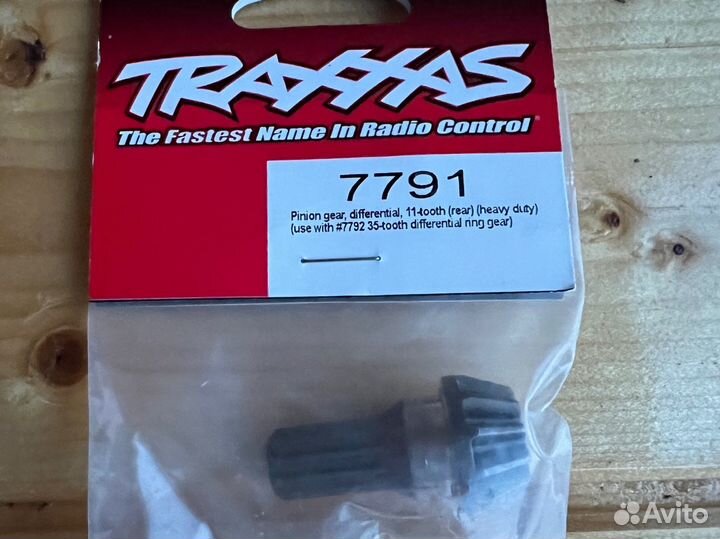 TRAXXAS
The Fastest Name In Radio Control
7791
Pinion gear, differential, 11-tooth (rear) (heavy duty)
(use with #7792 35-tooth differential ring gear)
Avito